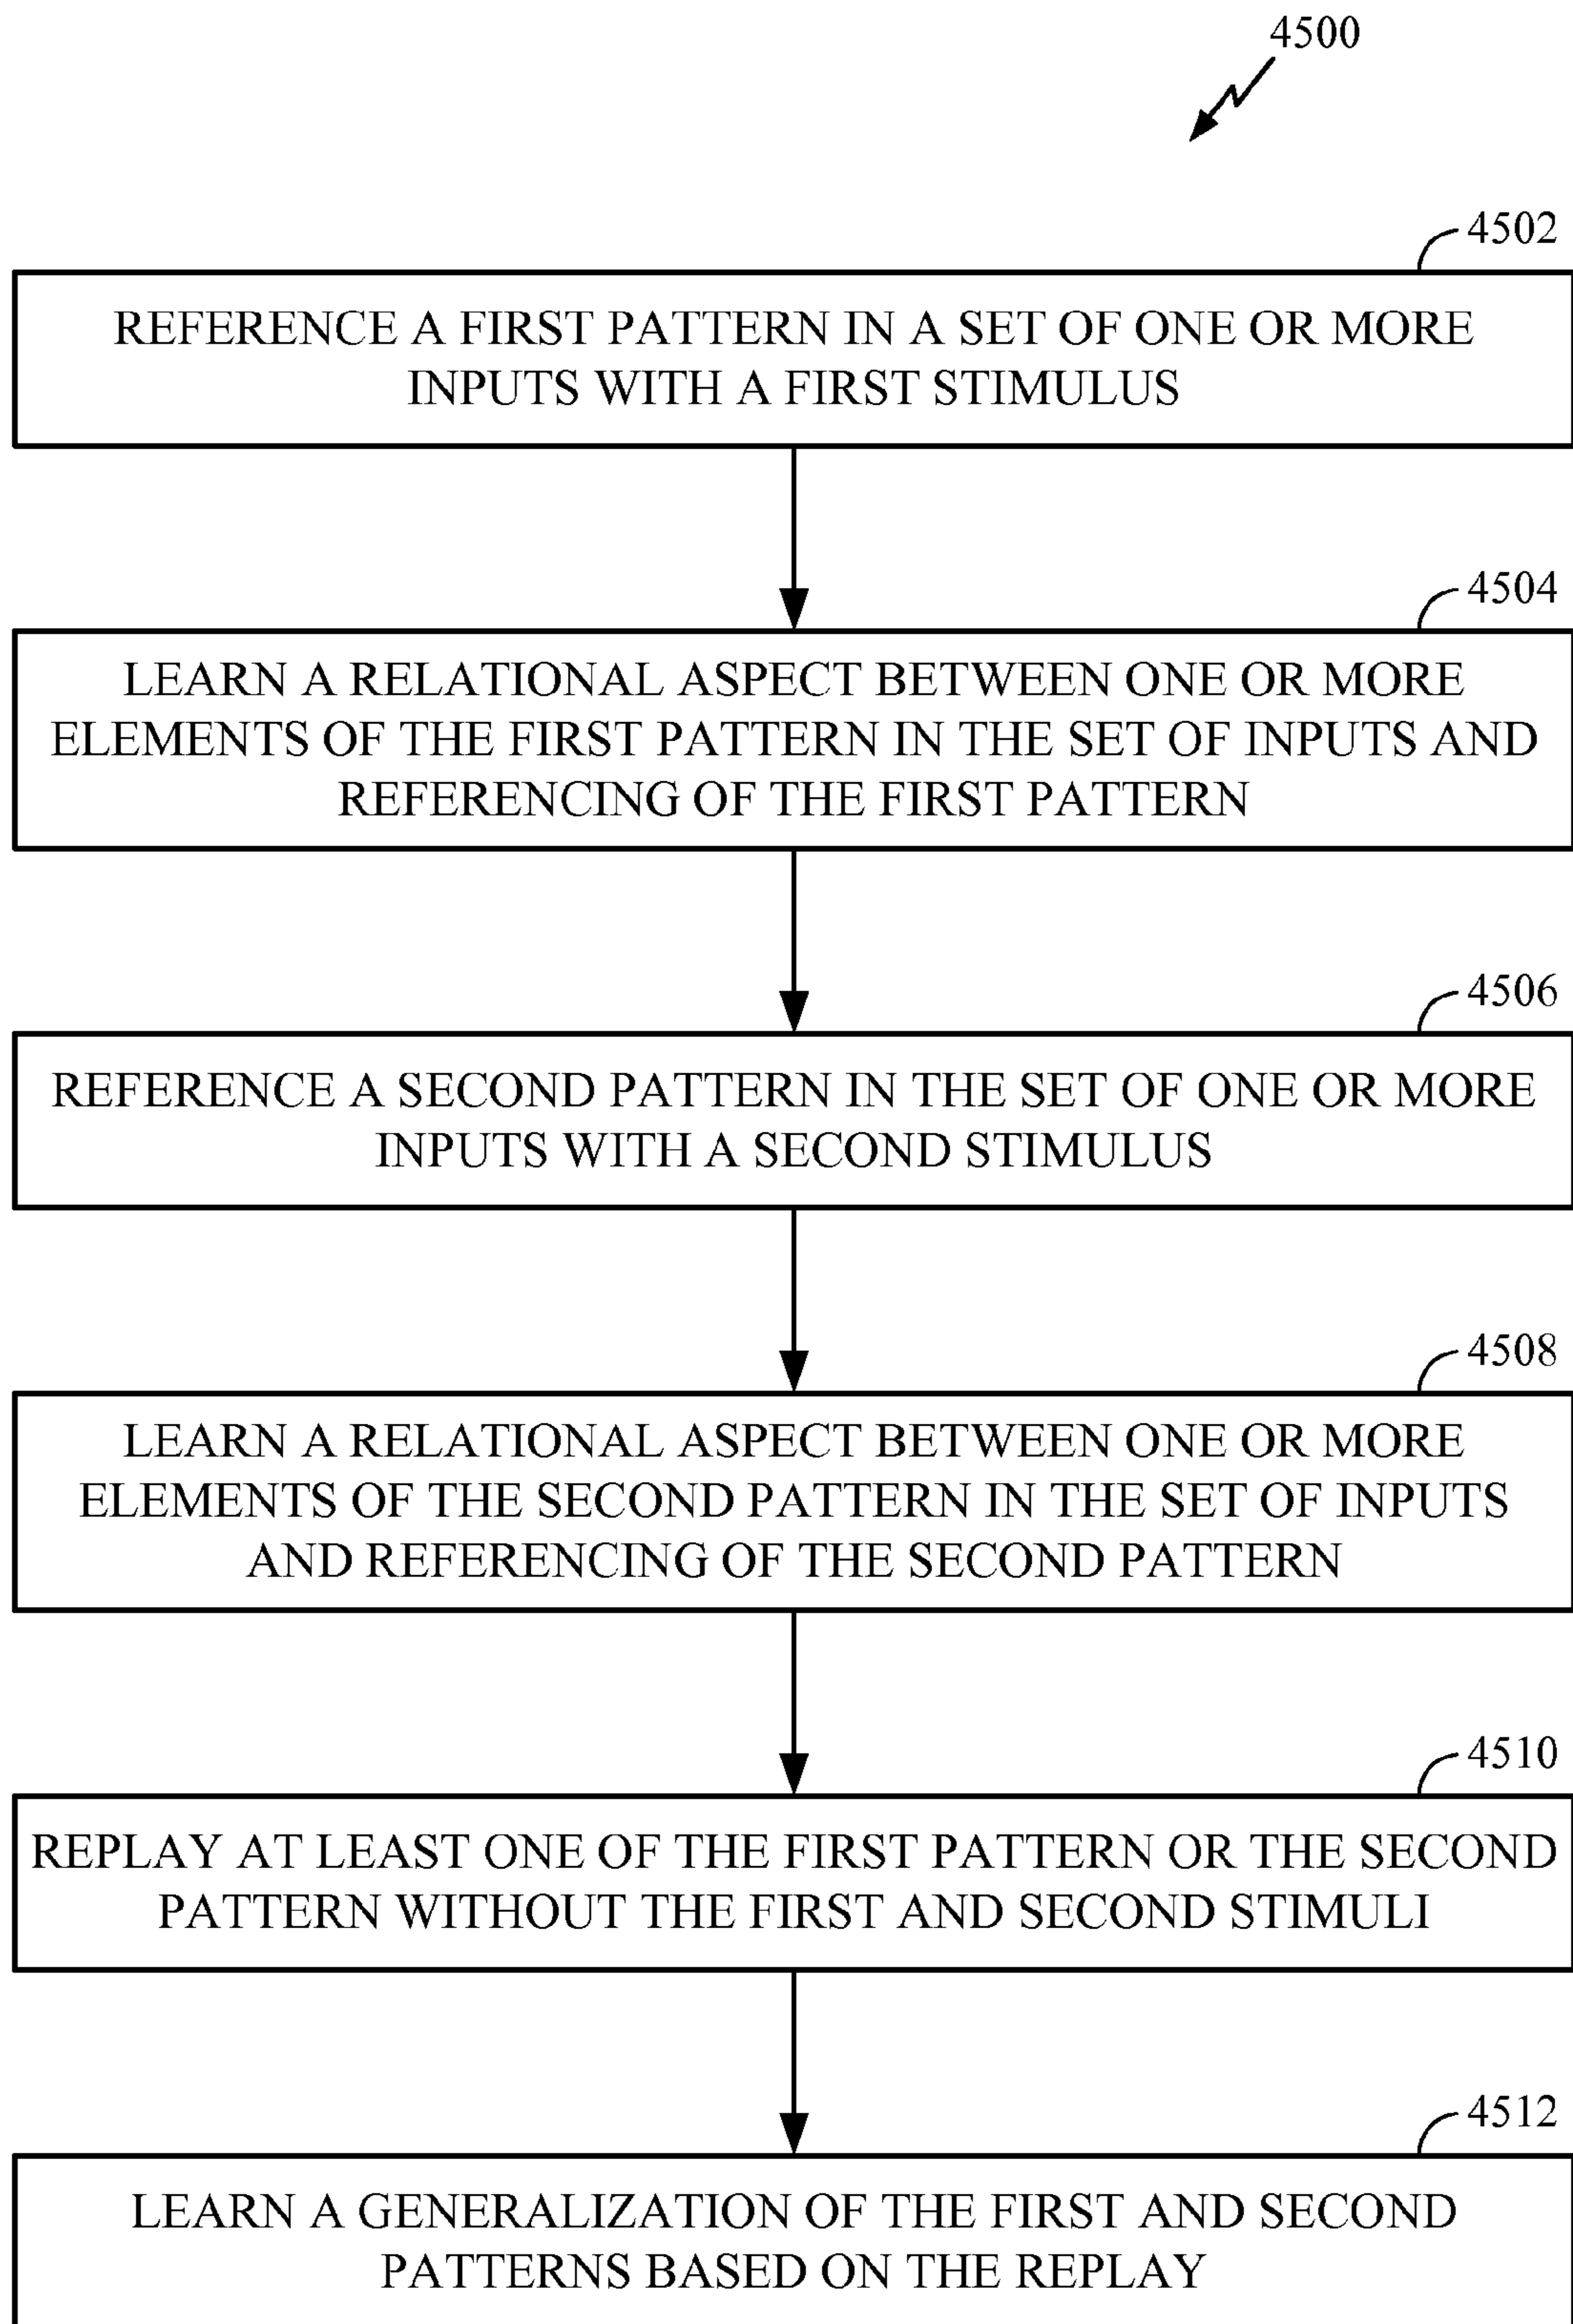 4500
4502
REFERENCE A FIRST PATTERN IN A SET OF ONE OR MORE
INPUTS WITH A FIRST STIMULUS
4504
LEARN A RELATIONAL ASPECT BETWEEN ONE OR MORE
ELEMENTS OF THE FIRST PATTERN IN THE SET OF INPUTS AND
REFERENCING OF THE FIRST PATTERN
4506
REFERENCE A SECOND PATTERN IN THE SET OF ONE OR MORE
INPUTS WITH A SECOND STIMULUS
4508
LEARN A RELATIONAL ASPECT BETWEEN ONE OR MORE
ELEMENTS OF THE SECOND PATTERN IN THE SET OF INPUTS
AND REFERENCING OF THE SECOND PATTERN
4510
REPLAY AT LEAST ONE OF THE FIRST PATTERN OR THE SECOND
PATTERN WITHOUT THE FIRST AND SECOND STIMULI
4512
LEARN A GENERALIZATION OF THE FIRST AND SECOND
PATTERNS BASED ON THE REPLAY